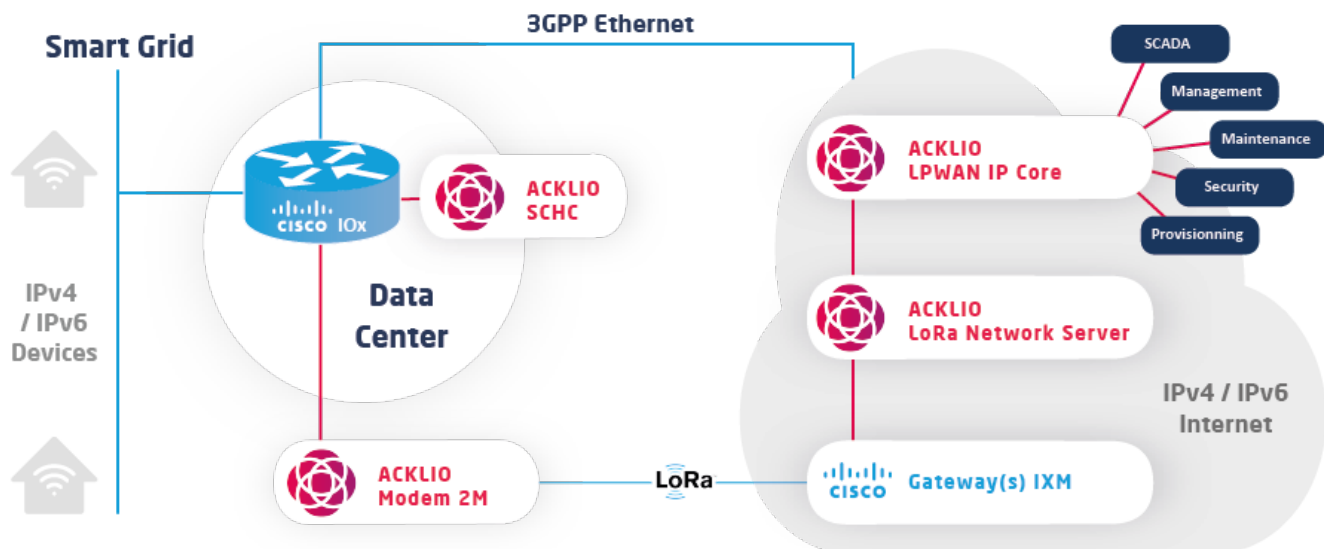 3GPP Ethernet
Smart Grid
SCADA
Management
Maintenance
Security
Provisionning
ACKLIO
LPWAN IP Core
CISCO IOx
ACKLIO
SCHC
IPv4
/ IPv6
Devices
Data
Center
ACKLIO
LoRa Network Server
IPv4 / IPv6
Internet
ACKLIO
Modem 2M
LoRa
CISCO
Gateway(s) IXM